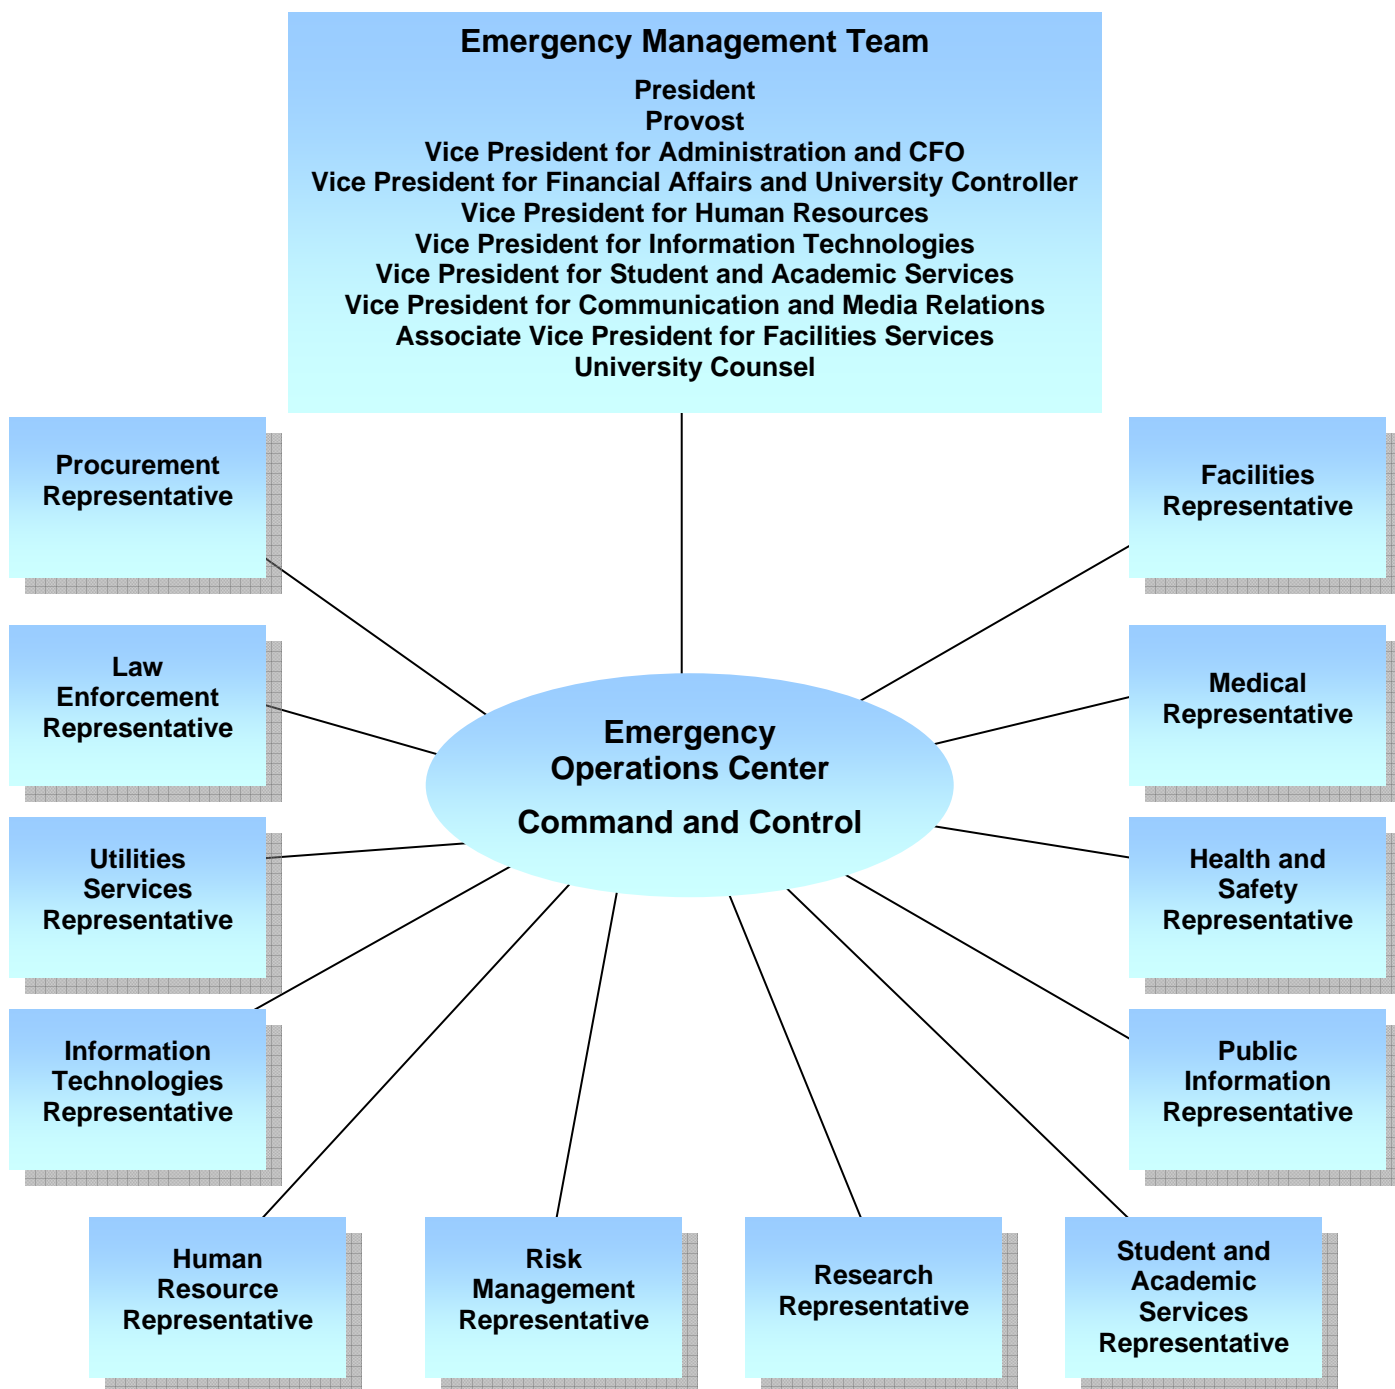 Emergency Management Team
President
Provost
Vice President for Administration and CFO
Vice President for Financial Affairs and University Controller
Vice President for Human Resources
Vice President for Information Technologies
Vice President for Student and Academic Services
Vice President for Communication and Media Relations
Associate Vice President for Facilities Services
University Counsel
Procurement
Representative
Facilities
Representative
Law
Enforcement
Representative
Medical
Representative
Emergency
Operations Center
Command and Control
Utilities
Services
Representative
Health and
Safety
Representative
Information
Technologies
Representative
Public
Information
Representative
Human
Resource
Representative
Risk
Management
Representative
Research
Representative
Student and
Academic
Services
Representative